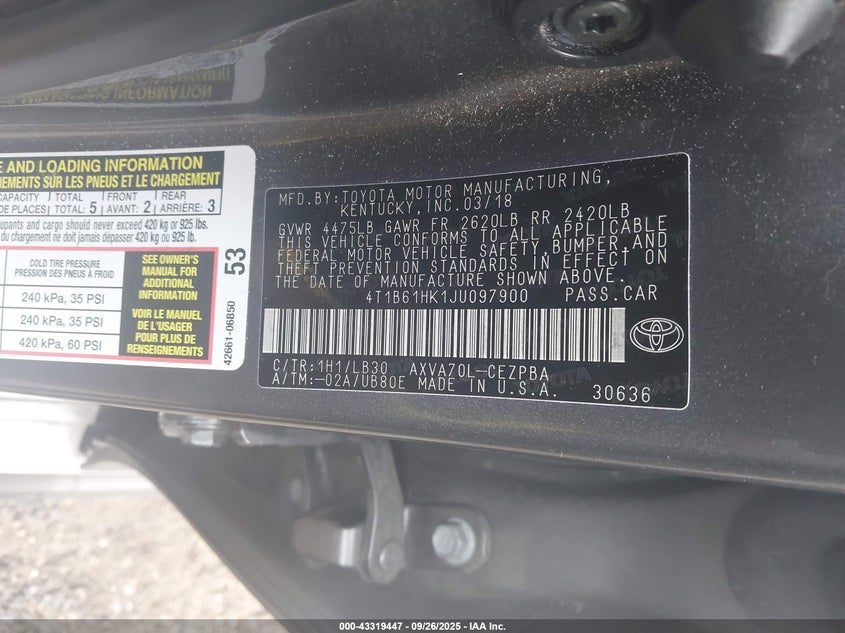 E AND LOADING INFORMATION
NEMENTS SUR LES PNEUS ET LE CHARGEMENT
CAPACITY TOTAL FRONT REAR
DE PLACES TOTAL: 5 AVANT: 2 ARRIÈRE: 3
upants and cargo should never exceed 420 kg or 925 lbs.
du chargement ne doit jamais dépasser 420 kg ou 925 lb.
COLD TIRE PRESSURE
PRESSION DES PNEUS À FROID
240 kPa, 35 PSI
240 kPa, 35 PSI
420 kPa, 60 PSI
SEE OWNER'S
MANUAL FOR
ADDITIONAL
INFORMATION
VOIR LE MANUEL
DE L'USAGER
POUR PLUS DE
RENSEIGNEMENTS
53
42661-06B50
MFD.BY:TOYOTA MOTOR MANUFACTURING,
KENTUCKY, INC.03/18
GVWR 4475LB GAWR FR 2620LB RR 2420LB
THIS VEHICLE CONFORMS TO ALL APPLICABLE
FEDERAL MOTOR VEHICLE SAFETY, BUMPER, AND
THEFT PREVENTION STANDARDS IN EFFECT
THE DATE OF MANUFACTURE SHOWN ABOVE.
4T1B61HK1JU097900 PASS.CAR
C/TR:1H1/LB30 AXVA70L-CEZPBA
A/TM:-02A/UB80E MADE IN U.S.A. 30636
000-43319447 - 09/26/2025 - IAA Inc.